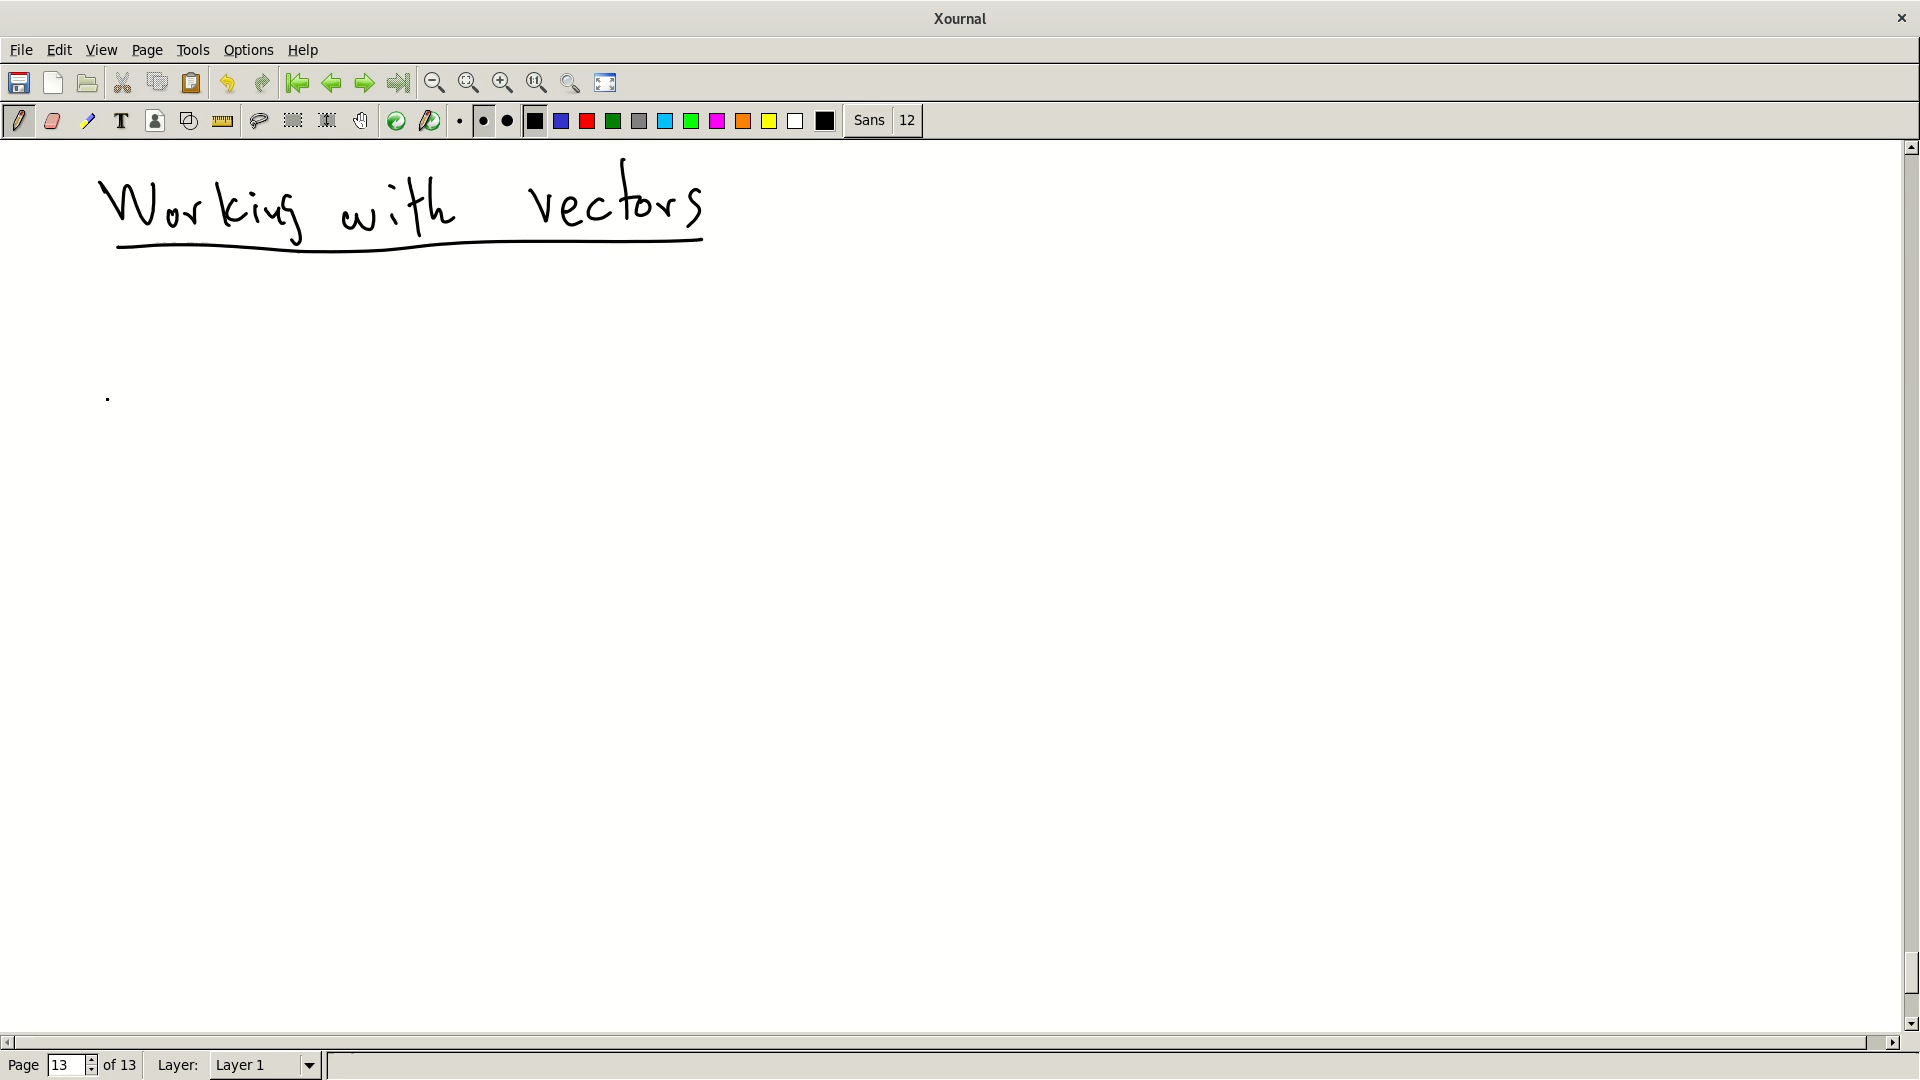 Xournal
File Edit View Page Tools Options Help
T Sans 12
Working with vectors
Page 13 of 13 Layer: Layer 1